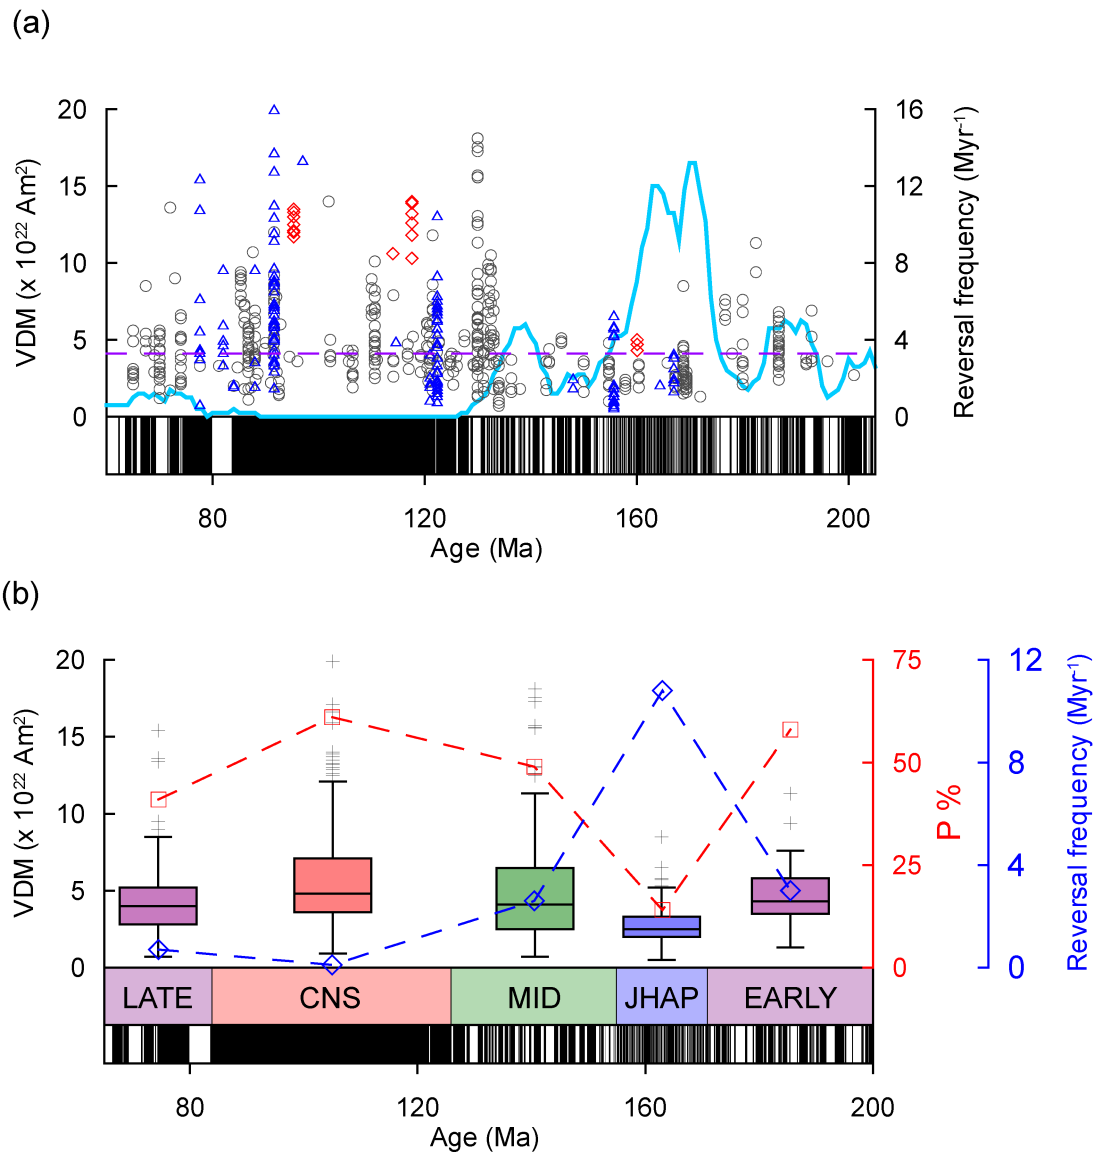 (a)
VDM (x 10²² Am²)
20
15
10
5
0
16
12
8
4
0
Reversal frequency (Myr⁻¹)
80
120
160
200
Age (Ma)
(b)
VDM (x 10²² Am²)
20
15
10
5
0
75
50
25
0
P %
12
8
4
0
Reversal frequency (Myr⁻¹)
LATE
CNS
MID
JHAP
EARLY
80
120
160
200
Age (Ma)